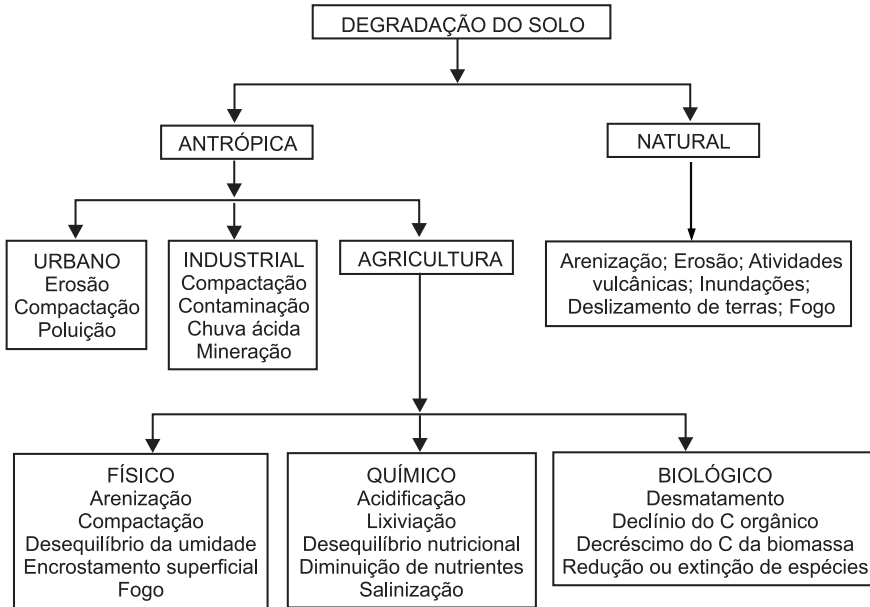 DEGRADAÇÃO DO SOLO
ANTRÓPICA
NATURAL
URBANO
Erosão
Compactação
Poluição
INDUSTRIAL
Compactação
Contaminação
Chuva ácida
Mineração
AGRICULTURA
Arenização; Erosão; Atividades
vulcânicas; Inundações;
Deslizamento de terras; Fogo
FÍSICO
Arenização
Compactação
Desequilíbrio da umidade
Encrostamento superficial
Fogo
QUÍMICO
Acidificação
Lixiviação
Desequilíbrio nutricional
Diminuição de nutrientes
Salinização
BIOLÓGICO
Desmatamento
Declínio do C orgânico
Decréscimo do C da biomassa
Redução ou extinção de espécies